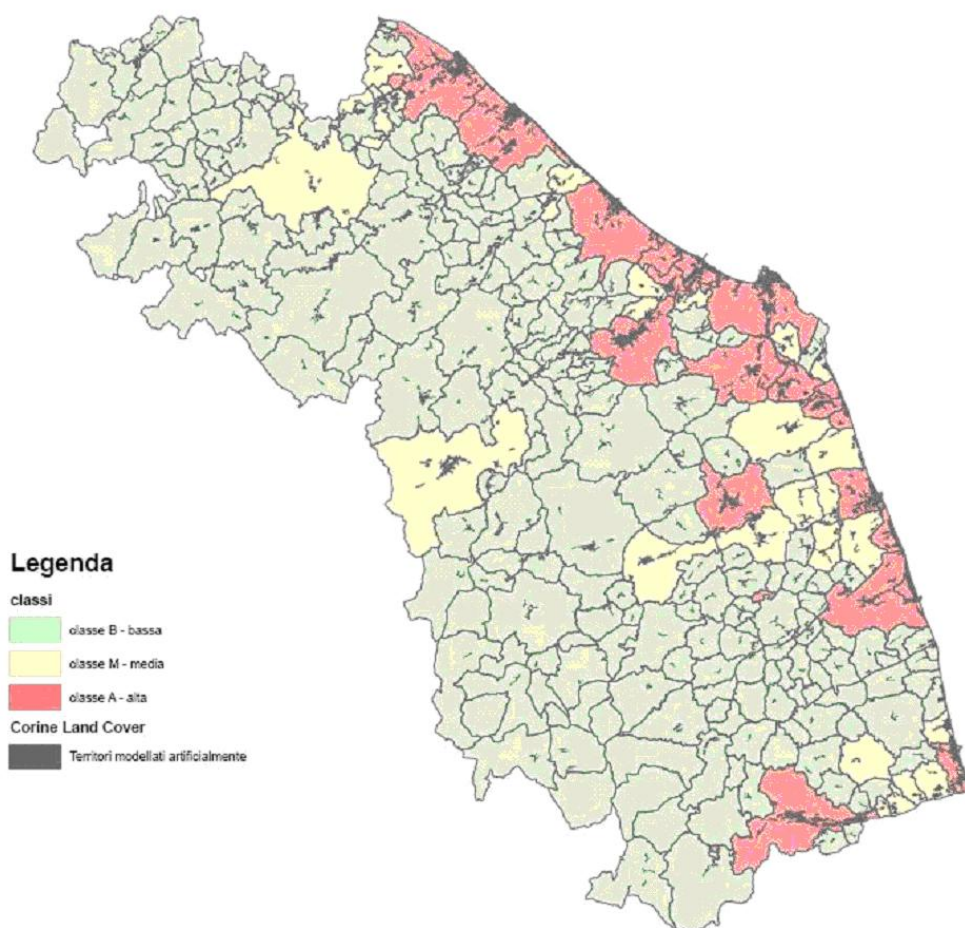 Legenda
classi
classe B - bassa
classe M - media
classe A - alta
Corine Land Cover
Territori modellati artificialmente